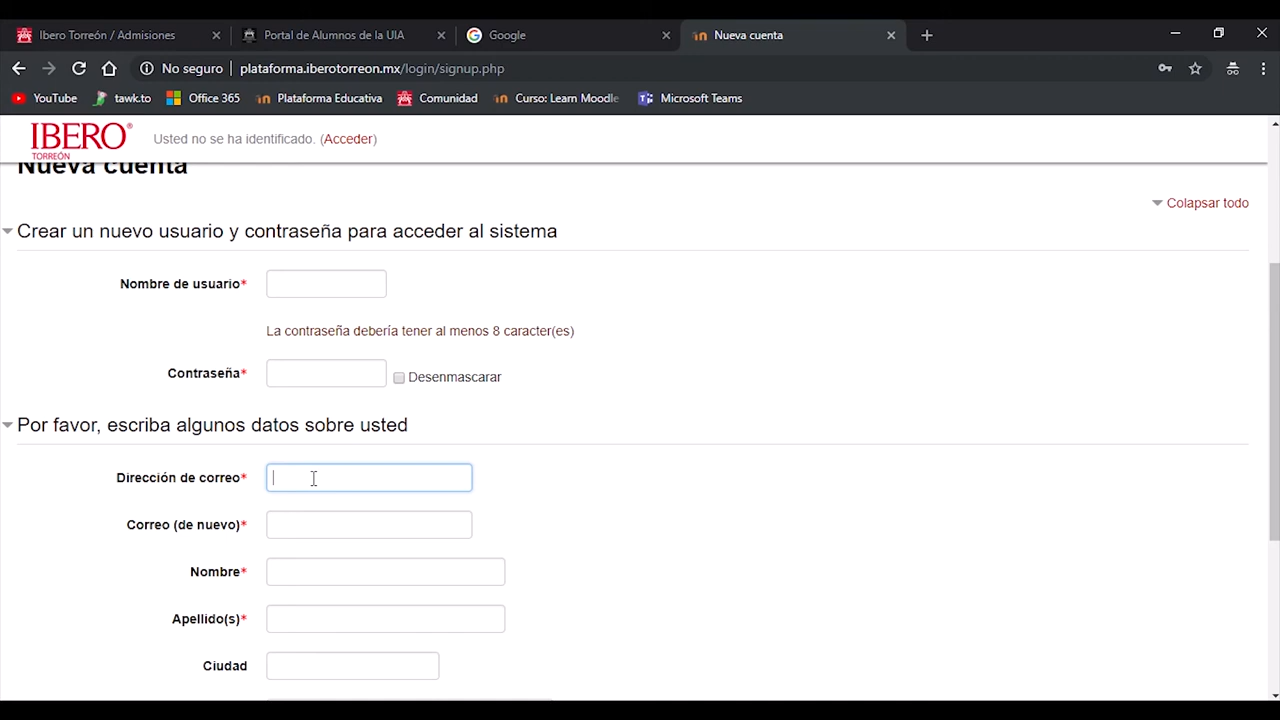 Ibero Torreón / Admisiones
Portal de Alumnos de la UIA
Google
Nueva cuenta
No seguro
plataforma.iberotorreon.mx/login/signup.php
YouTube
tawk.to
Office 365
Plataforma Educativa
Comunidad
Curso: Learn Moodle
Microsoft Teams
IBERO®
TORREÓN
Usted no se ha identificado. (Acceder)
Nueva cuenta
Colapsar todo
Crear un nuevo usuario y contraseña para acceder al sistema
Nombre de usuario*
La contraseña debería tener al menos 8 caracter(es)
Contraseña*
Desenmascarar
Por favor, escriba algunos datos sobre usted
Dirección de correo*
Correo (de nuevo)*
Nombre*
Apellido(s)*
Ciudad